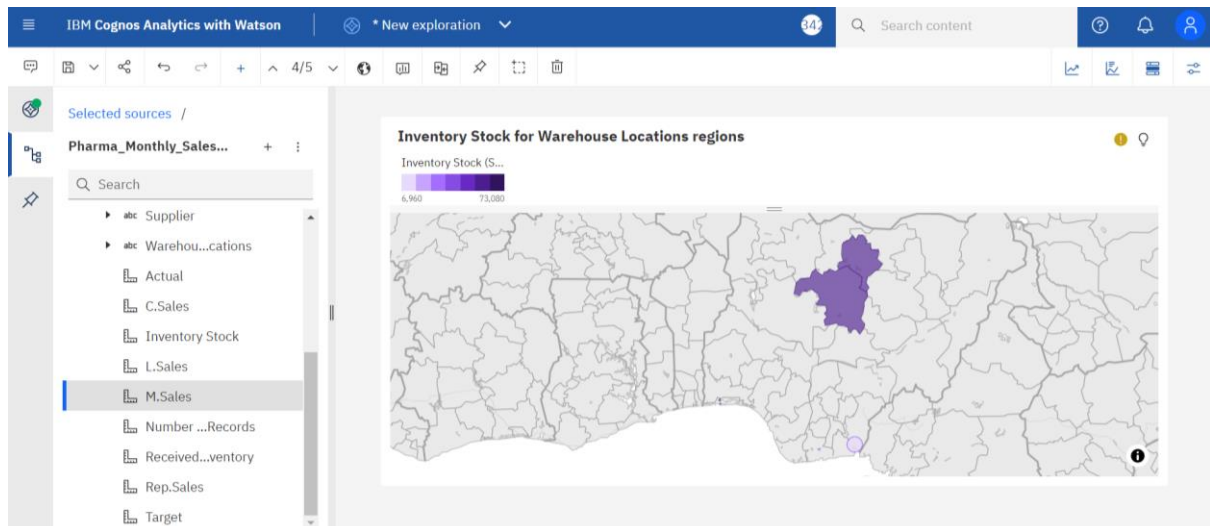 IBM Cognos Analytics with Watson
* New exploration
842
Search content
4/5
Selected sources /
Pharma_Monthly_Sales...
Search
abc Supplier
abc Warehou...cations
Actual
C.Sales
Inventory Stock
L.Sales
M.Sales
Number ...Records
Received...ventory
Rep.Sales
Target
Inventory Stock for Warehouse Locations regions
Inventory Stock (S...
6,960 73,080